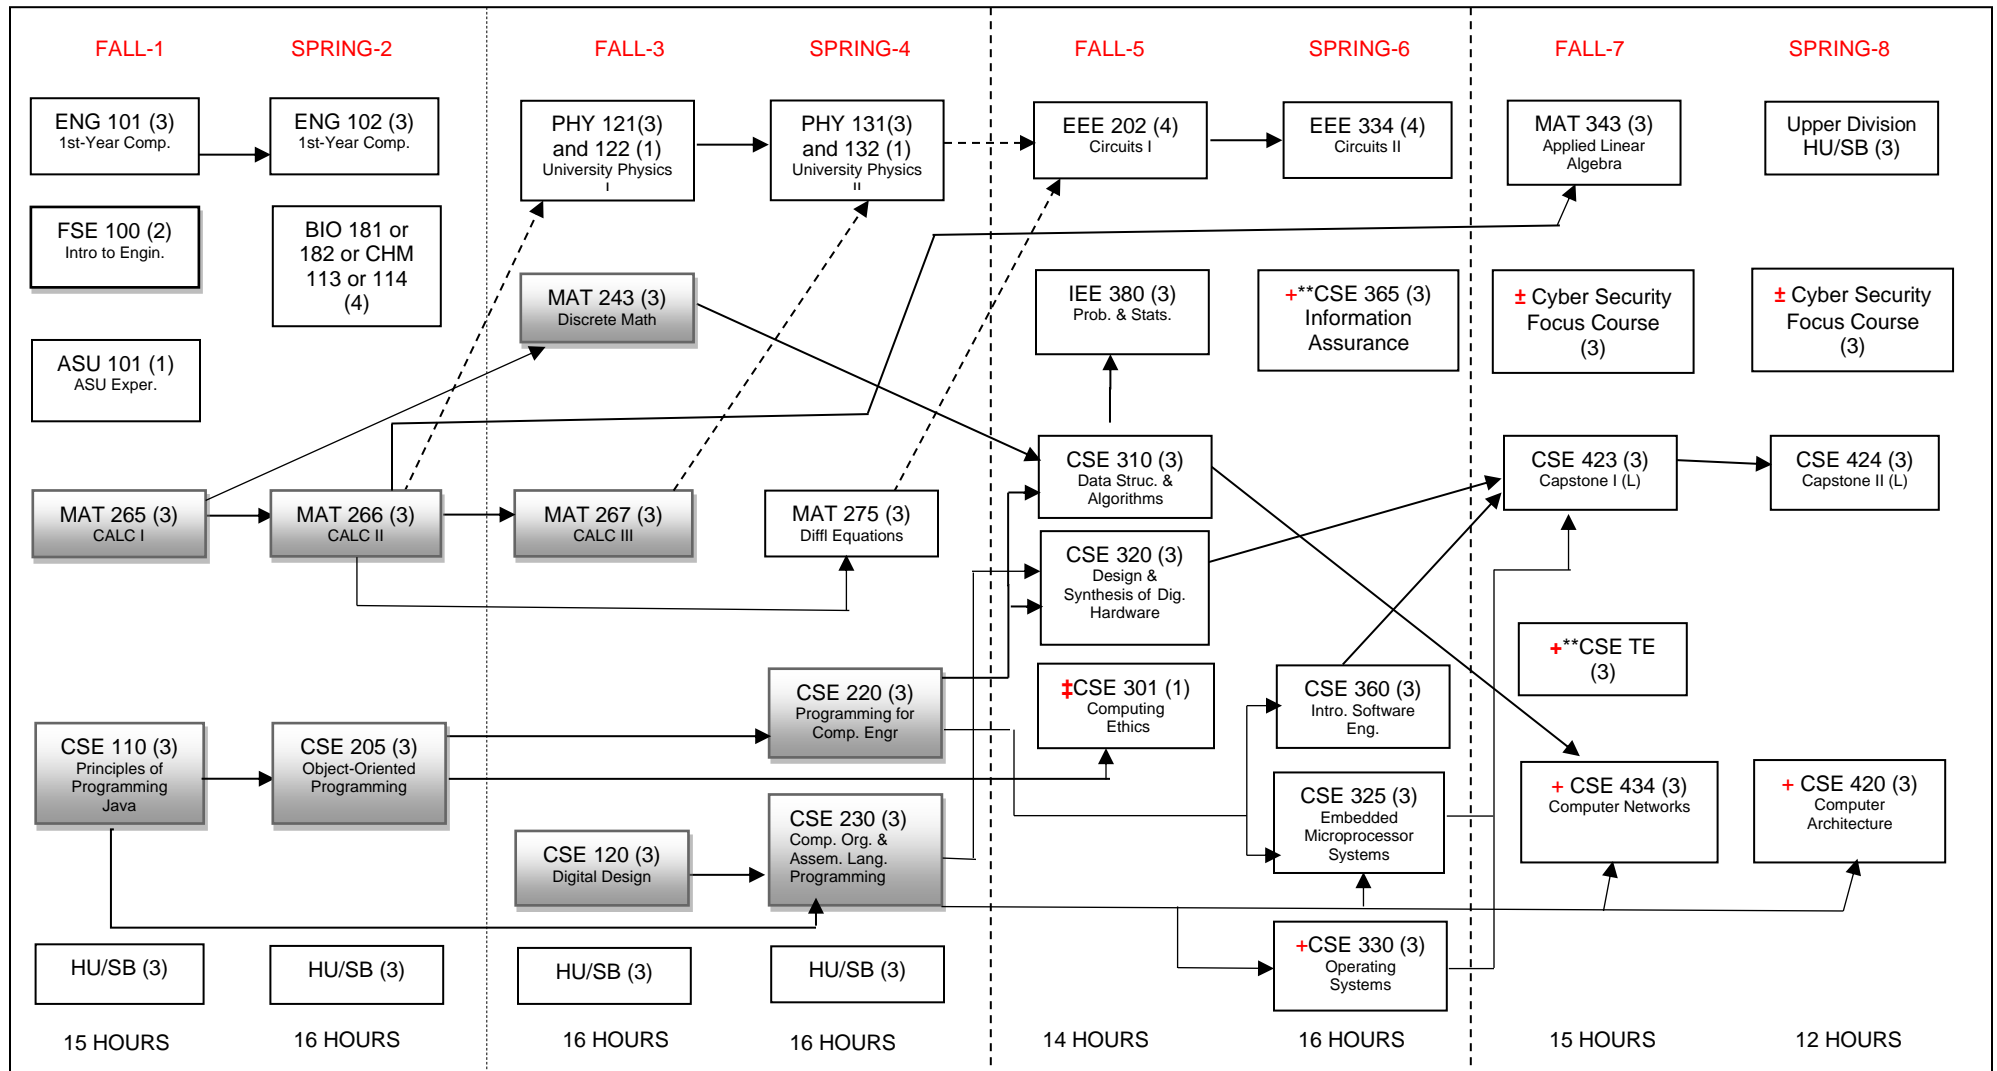 FALL-1
SPRING-2
FALL-3
SPRING-4
FALL-5
SPRING-6
FALL-7
SPRING-8
ENG 101 (3)
1st-Year Comp.
ENG 102 (3)
1st-Year Comp.
PHY 121(3)
and 122 (1)
University Physics
I
PHY 131(3)
and 132 (1)
University Physics
II
EEE 202 (4)
Circuits I
EEE 334 (4)
Circuits II
MAT 343 (3)
Applied Linear
Algebra
Upper Division
HU/SB (3)
FSE 100 (2)
Intro to Engin.
BIO 181 or
182 or CHM
113 or 114
(4)
MAT 243 (3)
Discrete Math
IEE 380 (3)
Prob. & Stats.
+**CSE 365 (3)
Information
Assurance
± Cyber Security
Focus Course
(3)
± Cyber Security
Focus Course
(3)
ASU 101 (1)
ASU Exper.
MAT 265 (3)
CALC I
MAT 266 (3)
CALC II
MAT 267 (3)
CALC III
MAT 275 (3)
Diffl Equations
CSE 310 (3)
Data Struc. &
Algorithms
CSE 423 (3)
Capstone I (L)
CSE 424 (3)
Capstone II (L)
CSE 320 (3)
Design &
Synthesis of Dig.
Hardware
+**CSE TE
(3)
CSE 220 (3)
Programming for
Comp. Engr
‡CSE 301 (1)
Computing
Ethics
CSE 360 (3)
Intro. Software
Eng.
CSE 110 (3)
Principles of
Programming
Java
CSE 205 (3)
Object-Oriented
Programming
CSE 120 (3)
Digital Design
CSE 230 (3)
Comp. Org. &
Assem. Lang.
Programming
CSE 325 (3)
Embedded
Microprocessor
Systems
+ CSE 434 (3)
Computer Networks
+ CSE 420 (3)
Computer
Architecture
HU/SB (3)
HU/SB (3)
HU/SB (3)
HU/SB (3)
+CSE 330 (3)
Operating
Systems
15 HOURS
16 HOURS
16 HOURS
16 HOURS
14 HOURS
16 HOURS
15 HOURS
12 HOURS